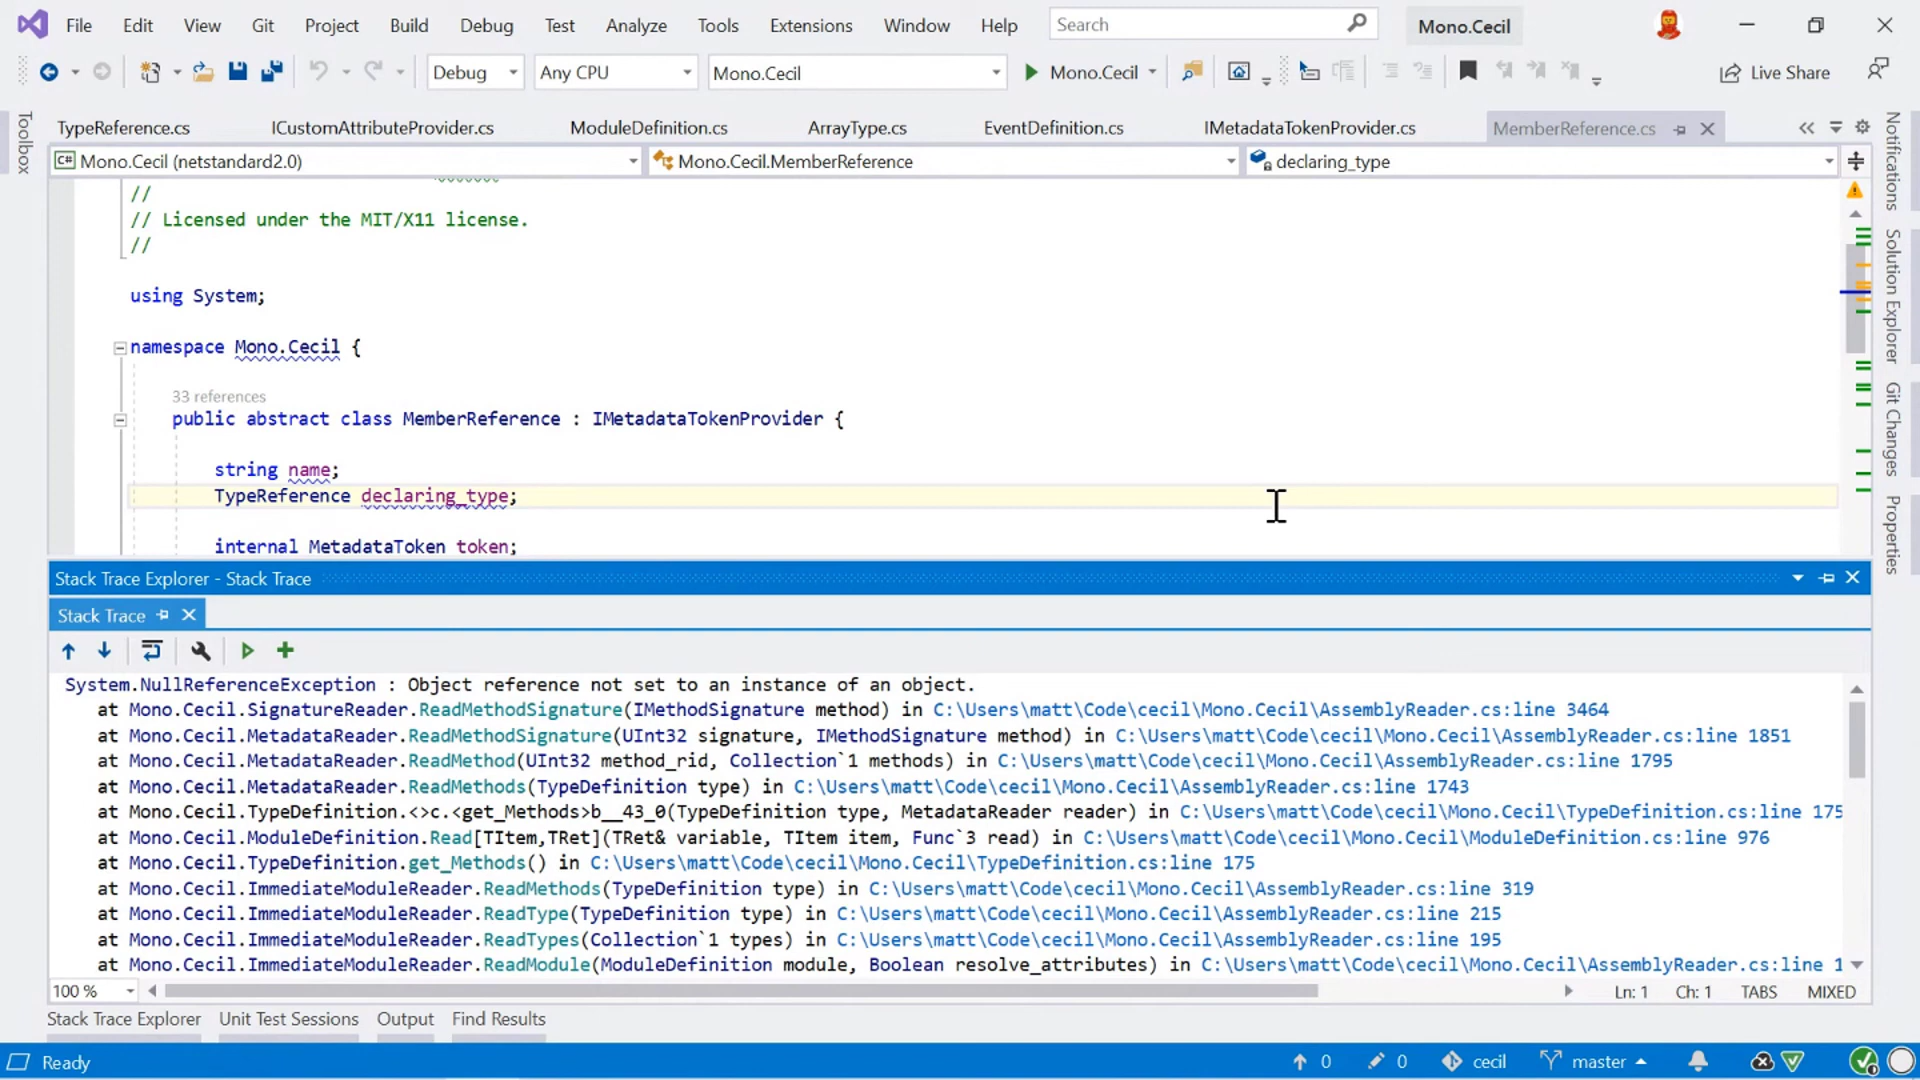 File Edit View Git Project Build Debug Test Analyze Tools Extensions Window Help Search Mono.Cecil
Debug Any CPU Mono.Cecil Mono.Cecil Live Share
TypeReference.cs ICustomAttributeProvider.cs ModuleDefinition.cs ArrayType.cs EventDefinition.cs IMetadataTokenProvider.cs MemberReference.cs
C# Mono.Cecil (netstandard2.0) Mono.Cecil.MemberReference declaring_type
Toolbox
Notifications
Solution Explorer
Git Changes
Properties
//
// Licensed under the MIT/X11 license.
//
using System;
namespace Mono.Cecil {
33 references
public abstract class MemberReference : IMetadataTokenProvider {
string name;
TypeReference declaring_type;
internal MetadataToken token;
Stack Trace Explorer - Stack Trace
Stack Trace
System.NullReferenceException : Object reference not set to an instance of an object.
at Mono.Cecil.SignatureReader.ReadMethodSignature(IMethodSignature method) in C:\Users\matt\Code\cecil\Mono.Cecil\AssemblyReader.cs:line 3464
at Mono.Cecil.MetadataReader.ReadMethodSignature(UInt32 signature, IMethodSignature method) in C:\Users\matt\Code\cecil\Mono.Cecil\AssemblyReader.cs:line 1851
at Mono.Cecil.MetadataReader.ReadMethod(UInt32 method_rid, Collection`1 methods) in C:\Users\matt\Code\cecil\Mono.Cecil\AssemblyReader.cs:line 1795
at Mono.Cecil.MetadataReader.ReadMethods(TypeDefinition type) in C:\Users\matt\Code\cecil\Mono.Cecil\AssemblyReader.cs:line 1743
at Mono.Cecil.TypeDefinition.<>c.<get_Methods>b__43_0(TypeDefinition type, MetadataReader reader) in C:\Users\matt\Code\cecil\Mono.Cecil\TypeDefinition.cs:line 175
at Mono.Cecil.ModuleDefinition.Read[TItem,TRet](TRet& variable, TItem item, Func`3 read) in C:\Users\matt\Code\cecil\Mono.Cecil\ModuleDefinition.cs:line 976
at Mono.Cecil.TypeDefinition.get_Methods() in C:\Users\matt\Code\cecil\Mono.Cecil\TypeDefinition.cs:line 175
at Mono.Cecil.ImmediateModuleReader.ReadMethods(TypeDefinition type) in C:\Users\matt\Code\cecil\Mono.Cecil\AssemblyReader.cs:line 319
at Mono.Cecil.ImmediateModuleReader.ReadType(TypeDefinition type) in C:\Users\matt\Code\cecil\Mono.Cecil\AssemblyReader.cs:line 215
at Mono.Cecil.ImmediateModuleReader.ReadTypes(Collection`1 types) in C:\Users\matt\Code\cecil\Mono.Cecil\AssemblyReader.cs:line 195
at Mono.Cecil.ImmediateModuleReader.ReadModule(ModuleDefinition module, Boolean resolve_attributes) in C:\Users\matt\Code\cecil\Mono.Cecil\AssemblyReader.cs:line 1
100 % Ln: 1 Ch: 1 TABS MIXED
Stack Trace Explorer Unit Test Sessions Output Find Results
Ready 0 0 cecil master